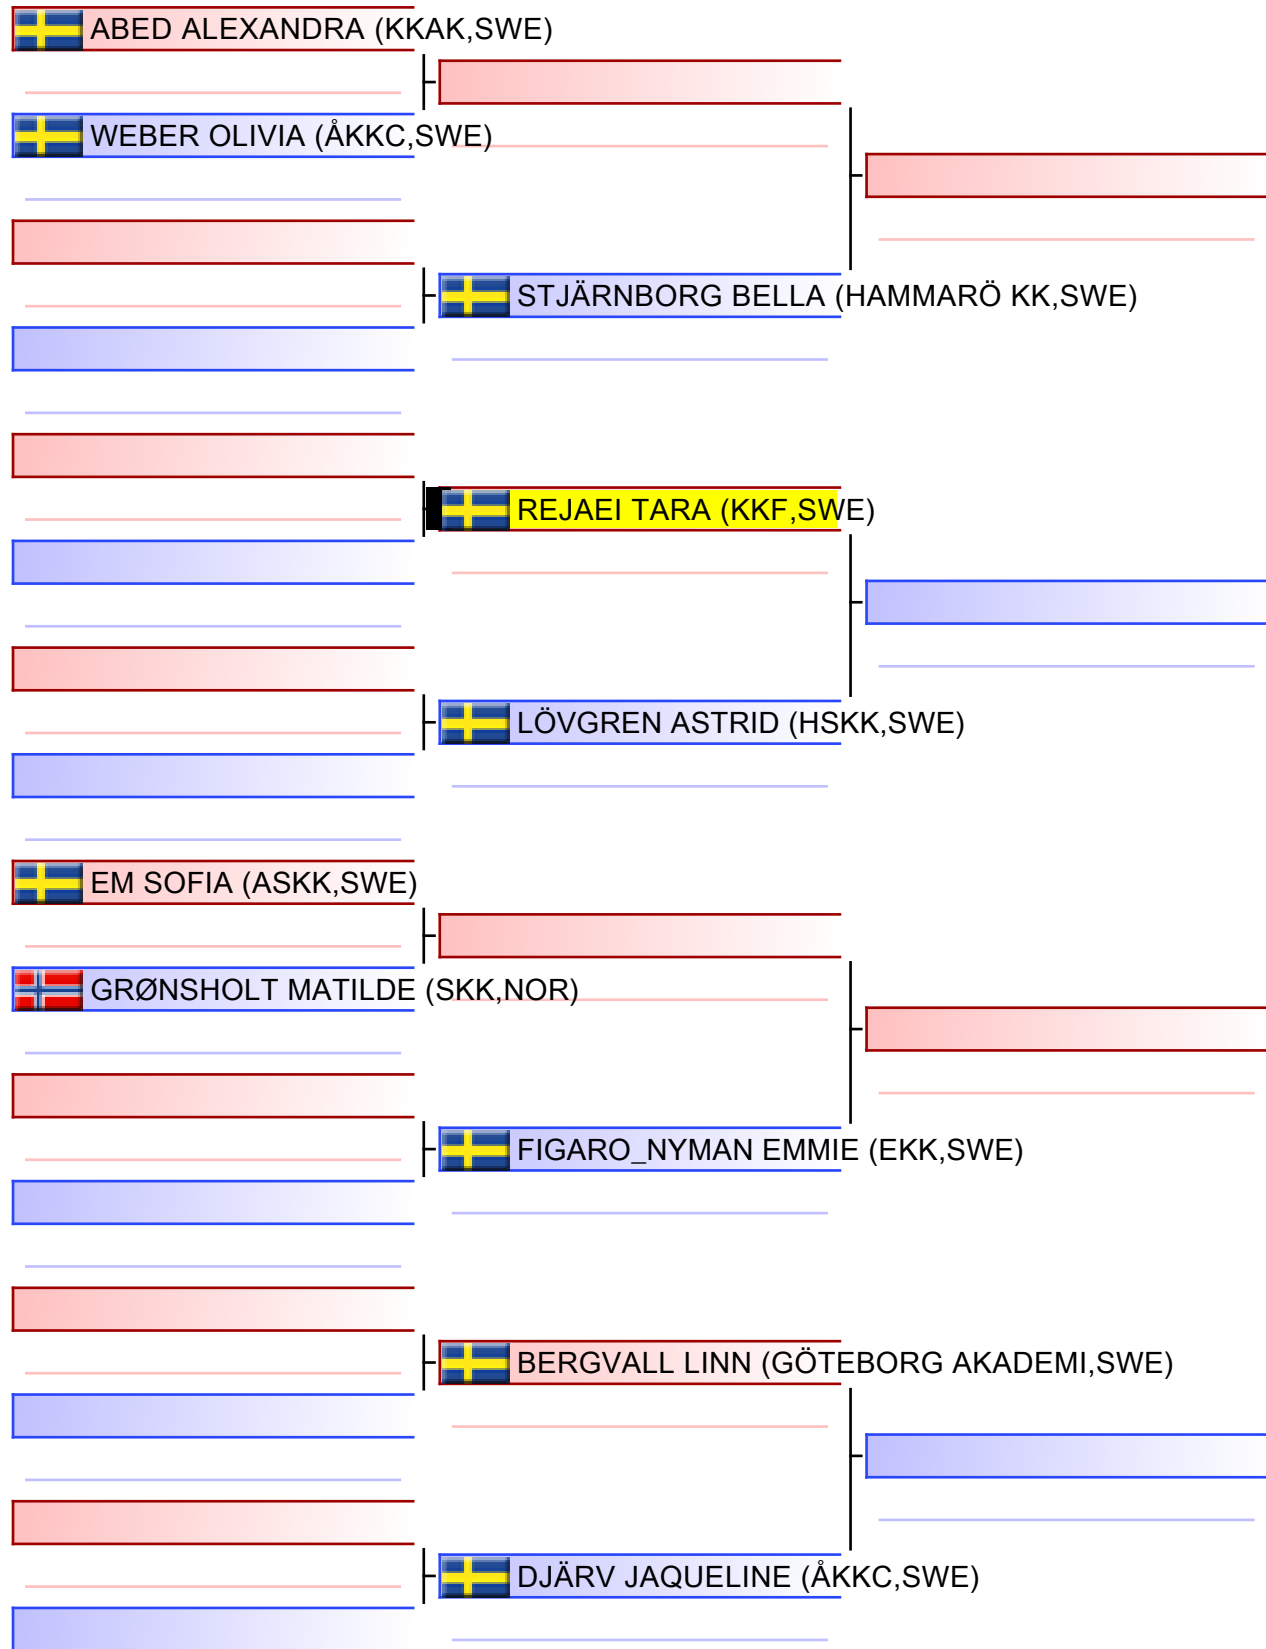 ABED ALEXANDRA (KKAK,SWE)
WEBER OLIVIA (ÅKKC,SWE)
STJÄRNBORG BELLA (HAMMARÖ KK,SWE)
REJAEI TARA (KKF,SWE)
LÖVGREN ASTRID (HSKK,SWE)
EM SOFIA (ASKK,SWE)
GRØNSHOLT MATILDE (SKK,NOR)
FIGARO_NYMAN EMMIE (EKK,SWE)
BERGVALL LINN (GÖTEBORG AKADEMI,SWE)
DJÄRV JAQUELINE (ÅKKC,SWE)